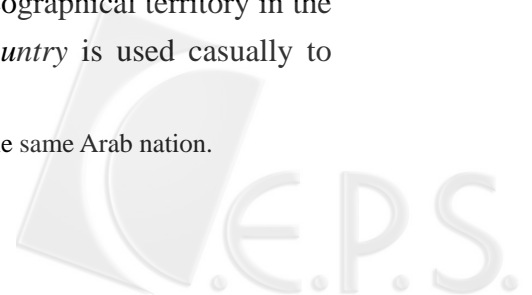 ographical territory in the
untry is used casually to
e same Arab nation.
C.E.P.S.